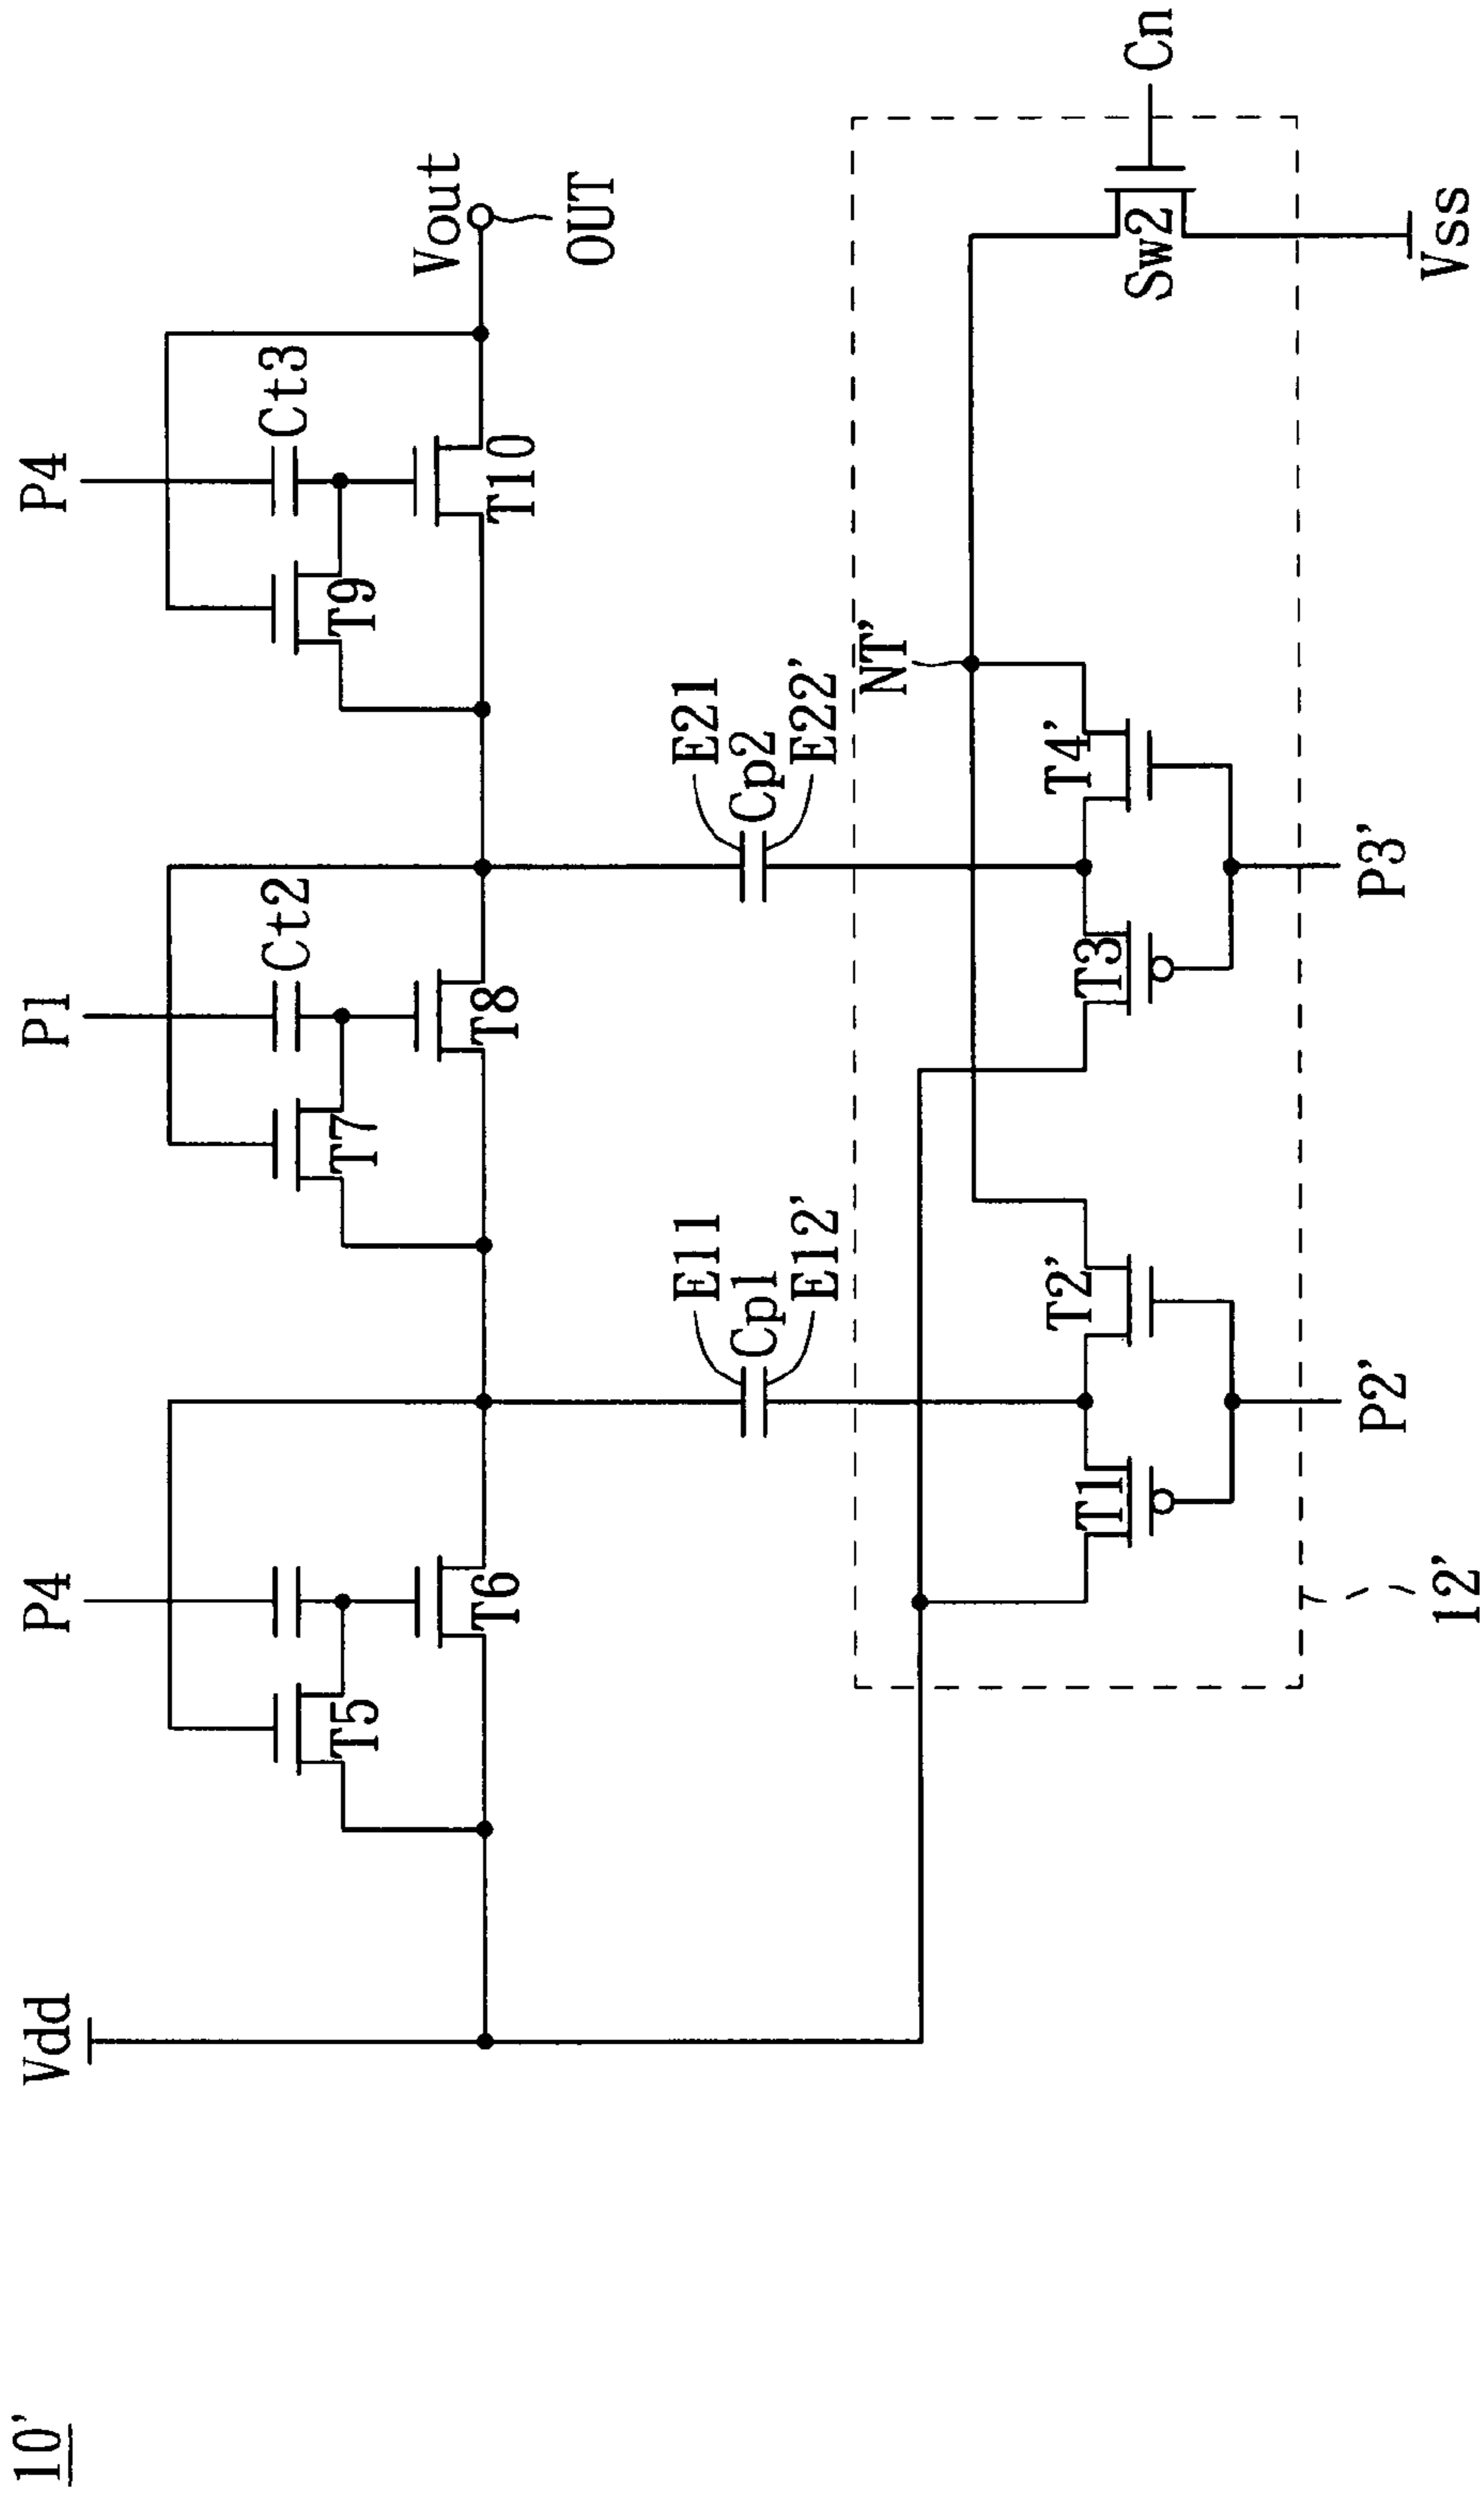 10'
Vdd
P4
P1
P4
Ct2
Ct3
T5
T7
T9
T6
T8
T10
Vout
OUT
E11
Cp1
E12'
E21
Cp2
E22'
NT'
T1
T2'
T3
T4'
Sw2
Cn
P2'
P3'
12'
Vss